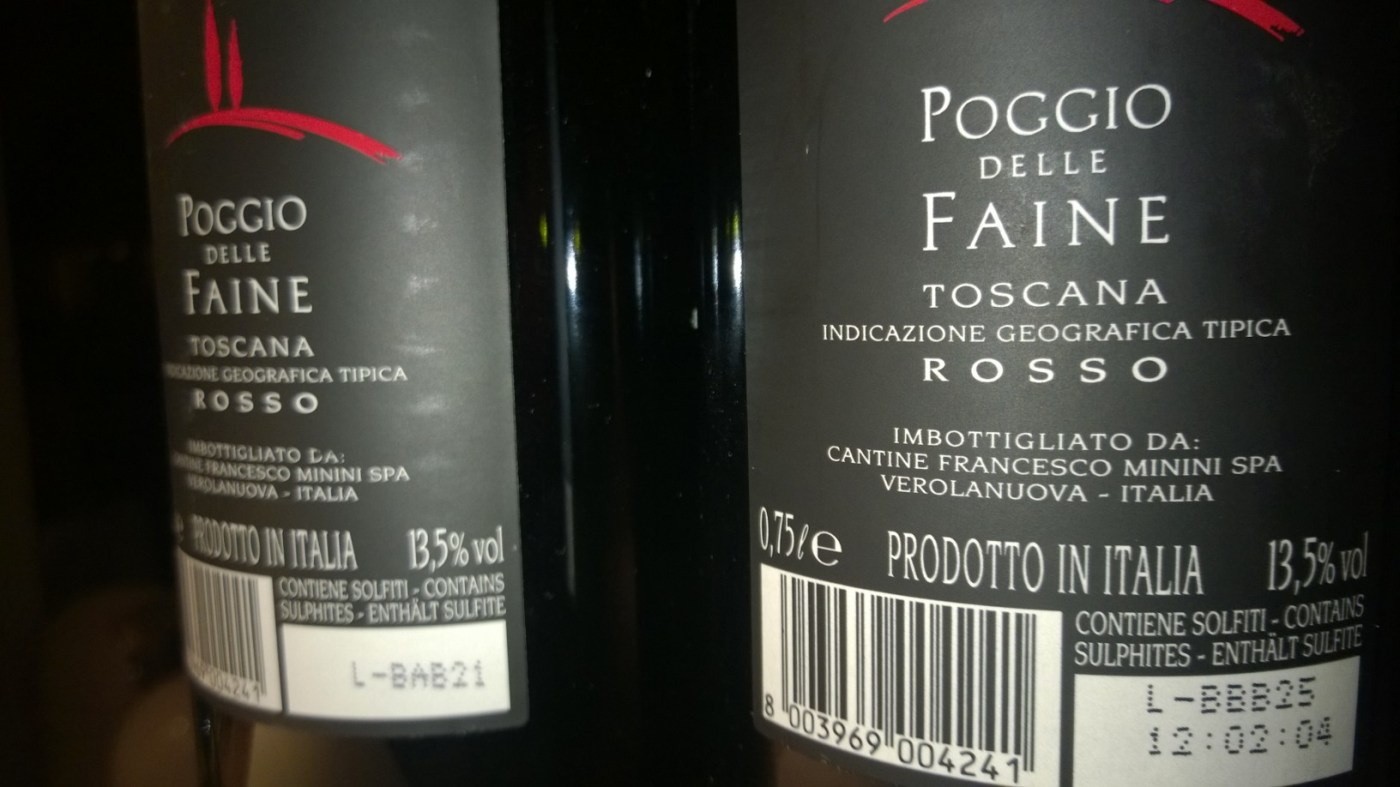 POGGIO
DELLE
FAINE
TOSCANA
GEOGRAFICA TIPICA
ROSSO
IMBOTTIGLIATO DA:
CANTINE FRANCESCO MININI SPA
VEROLANUOVA - ITALIA
e PRODOTTO IN ITALIA 13,5% vol
CONTIENE SOLFITI - CONTAINS
SULPHITES - ENTHÄLT SULFITE
004241
L-BAB21
POGGIO
DELLE
FAINE
TOSCANA
INDICAZIONE GEOGRAFICA TIPICA
ROSSO
IMBOTTIGLIATO DA:
CANTINE FRANCESCO MININI SPA
VEROLANUOVA - ITALIA
0,75ℓ e PRODOTTO IN ITALIA 13,5% vol
CONTIENE SOLFITI - CONTAINS
SULPHITES - ENTHÄLT SULFITE
8 003969 004241
L-BBB25
12:02:04